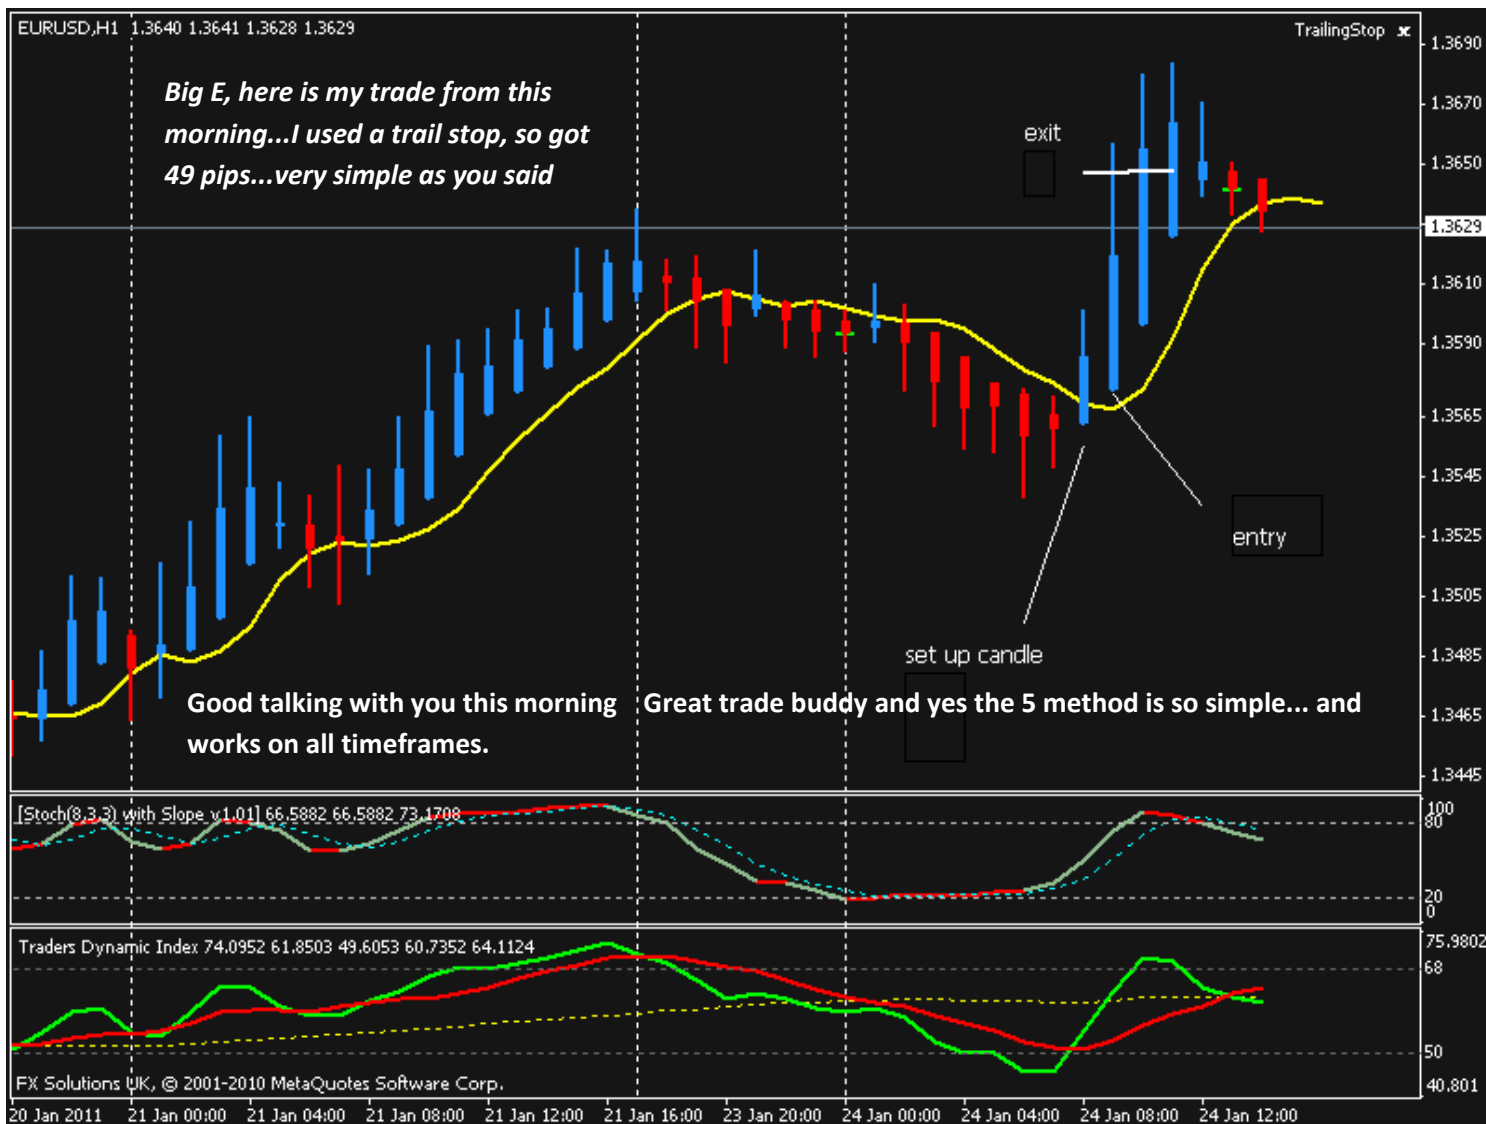 EURUSD,H1 1.3640 1.3641 1.3628 1.3629
TrailingStop x
1.3690
Big E, here is my trade from this
morning...I used a trail stop, so got
49 pips...very simple as you said
1.3670
exit
1.3650
1.3629
1.3610
1.3590
1.3565
1.3545
entry
1.3525
1.3505
set up candle
1.3485
Good talking with you this morning Great trade buddy and yes the 5 method is so simple... and
works on all timeframes.
1.3465
1.3445
[Stoch(8,3,3) with Slope v.1.01] 66.5882 66.5882 73.1708
100
80
20
0
Traders Dynamic Index 74.0952 61.8503 49.6053 60.7352 64.1124
75.9802
68
50
40.801
FX Solutions UK, © 2001-2010 MetaQuotes Software Corp.
20 Jan 2011 21 Jan 00:00 21 Jan 04:00 21 Jan 08:00 21 Jan 12:00 21 Jan 16:00 23 Jan 20:00 24 Jan 00:00 24 Jan 04:00 24 Jan 08:00 24 Jan 12:00